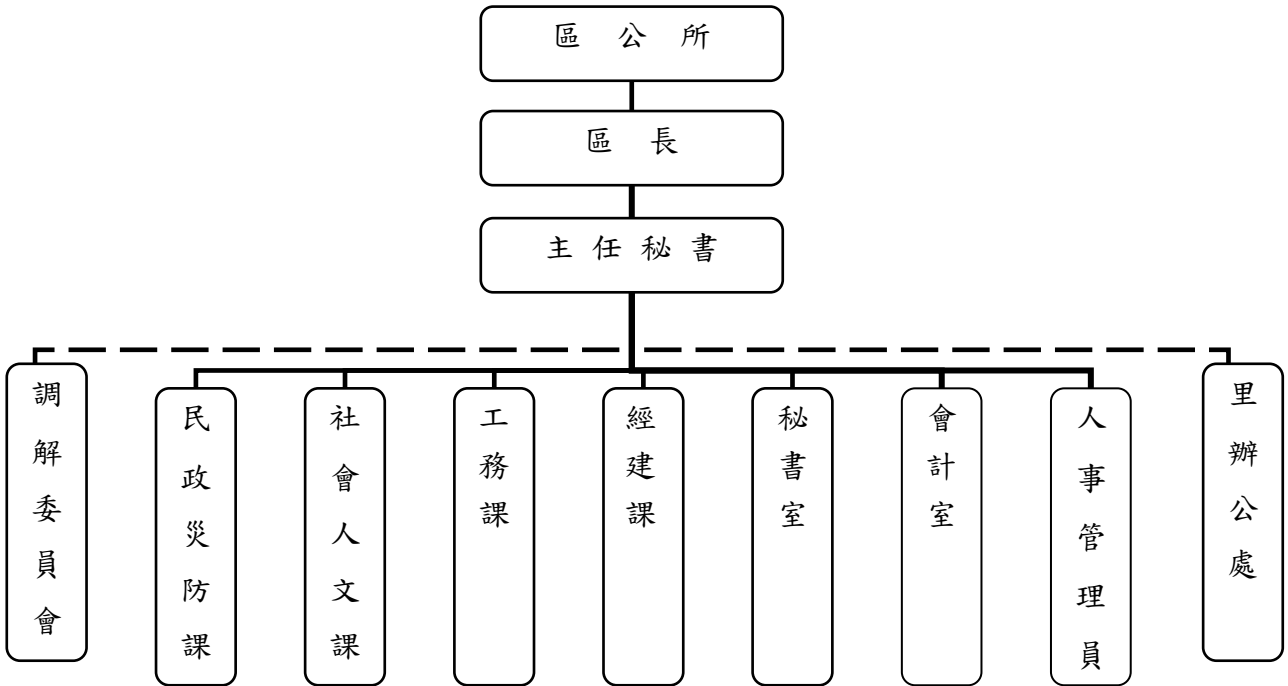 區公所
區長
主任秘書
調解委員會
民政災防課
社會人文課
工務課
經建課
秘書室
會計室
人事管理員
里辦公處